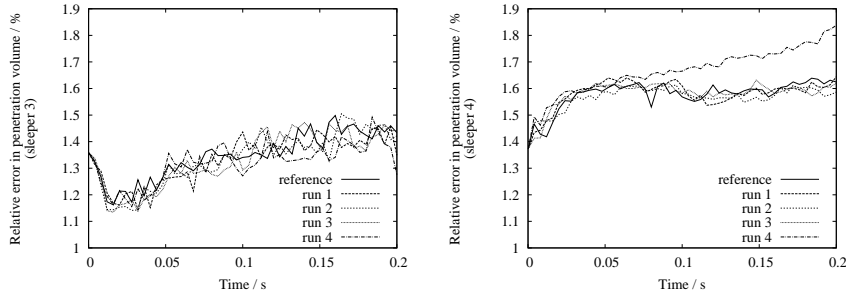 Relative error in penetration volume / %
(sleeper 3)
1.9
1.8
1.7
1.6
1.5
1.4
1.3
1.2
1.1
1
0
0.05
0.1
0.15
0.2
Time / s
reference
run 1
run 2
run 3
run 4
Relative error in penetration volume / %
(sleeper 4)
1.9
1.8
1.7
1.6
1.5
1.4
1.3
1.2
1.1
1
0
0.05
0.1
0.15
0.2
Time / s
reference
run 1
run 2
run 3
run 4